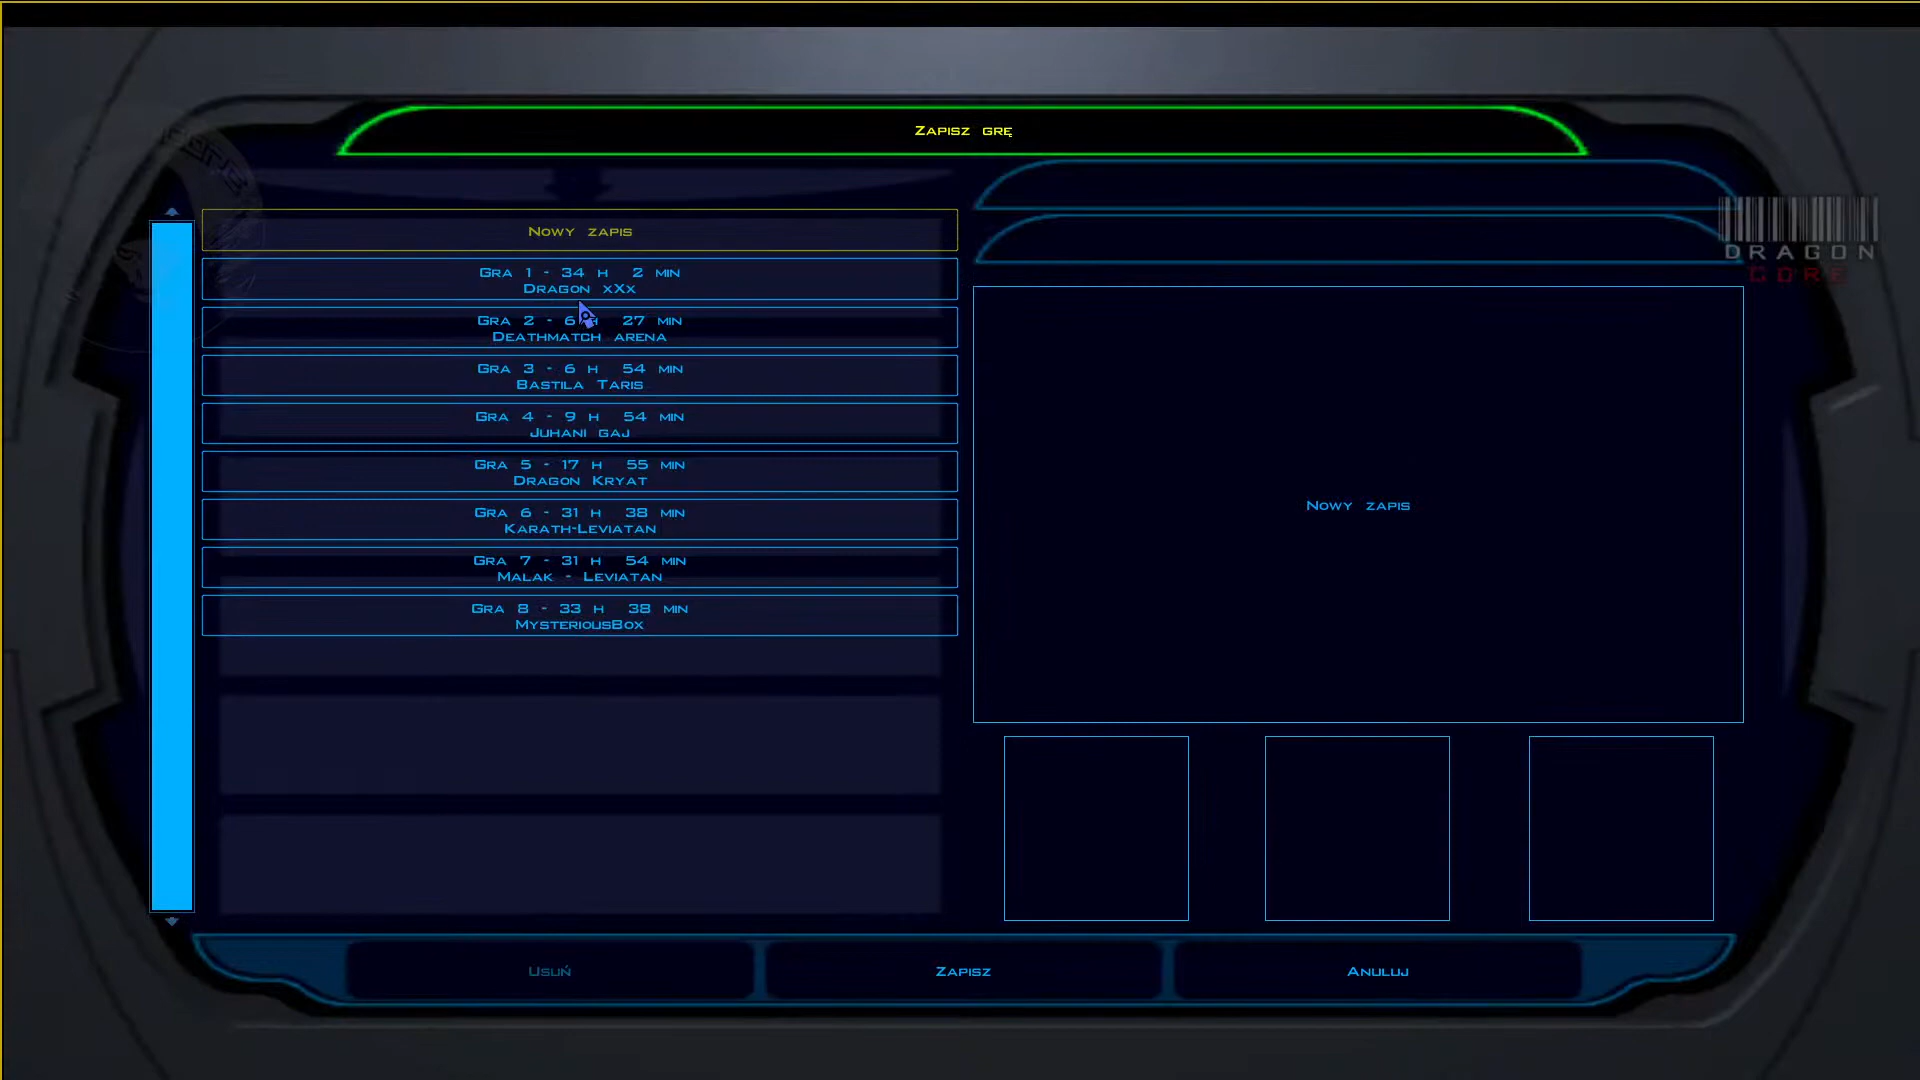 Zapisz grę
Nowy zapis
Gra 1 - 34 h 2 min
Dragon xXx
Gra 2 - 6 h 27 min
Deathmatch arena
Gra 3 - 6 h 54 min
Bastila Taris
Gra 4 - 9 h 54 min
Juhani gaj
Gra 5 - 17 h 55 min
Dragon Kryat
Gra 6 - 31 h 38 min
Karath-Leviatan
Gra 7 - 31 h 54 min
Malak - Leviatan
Gra 8 - 33 h 38 min
MysteriousBox
DRAGON
CORE
Nowy zapis
Usuń
Zapisz
Anuluj